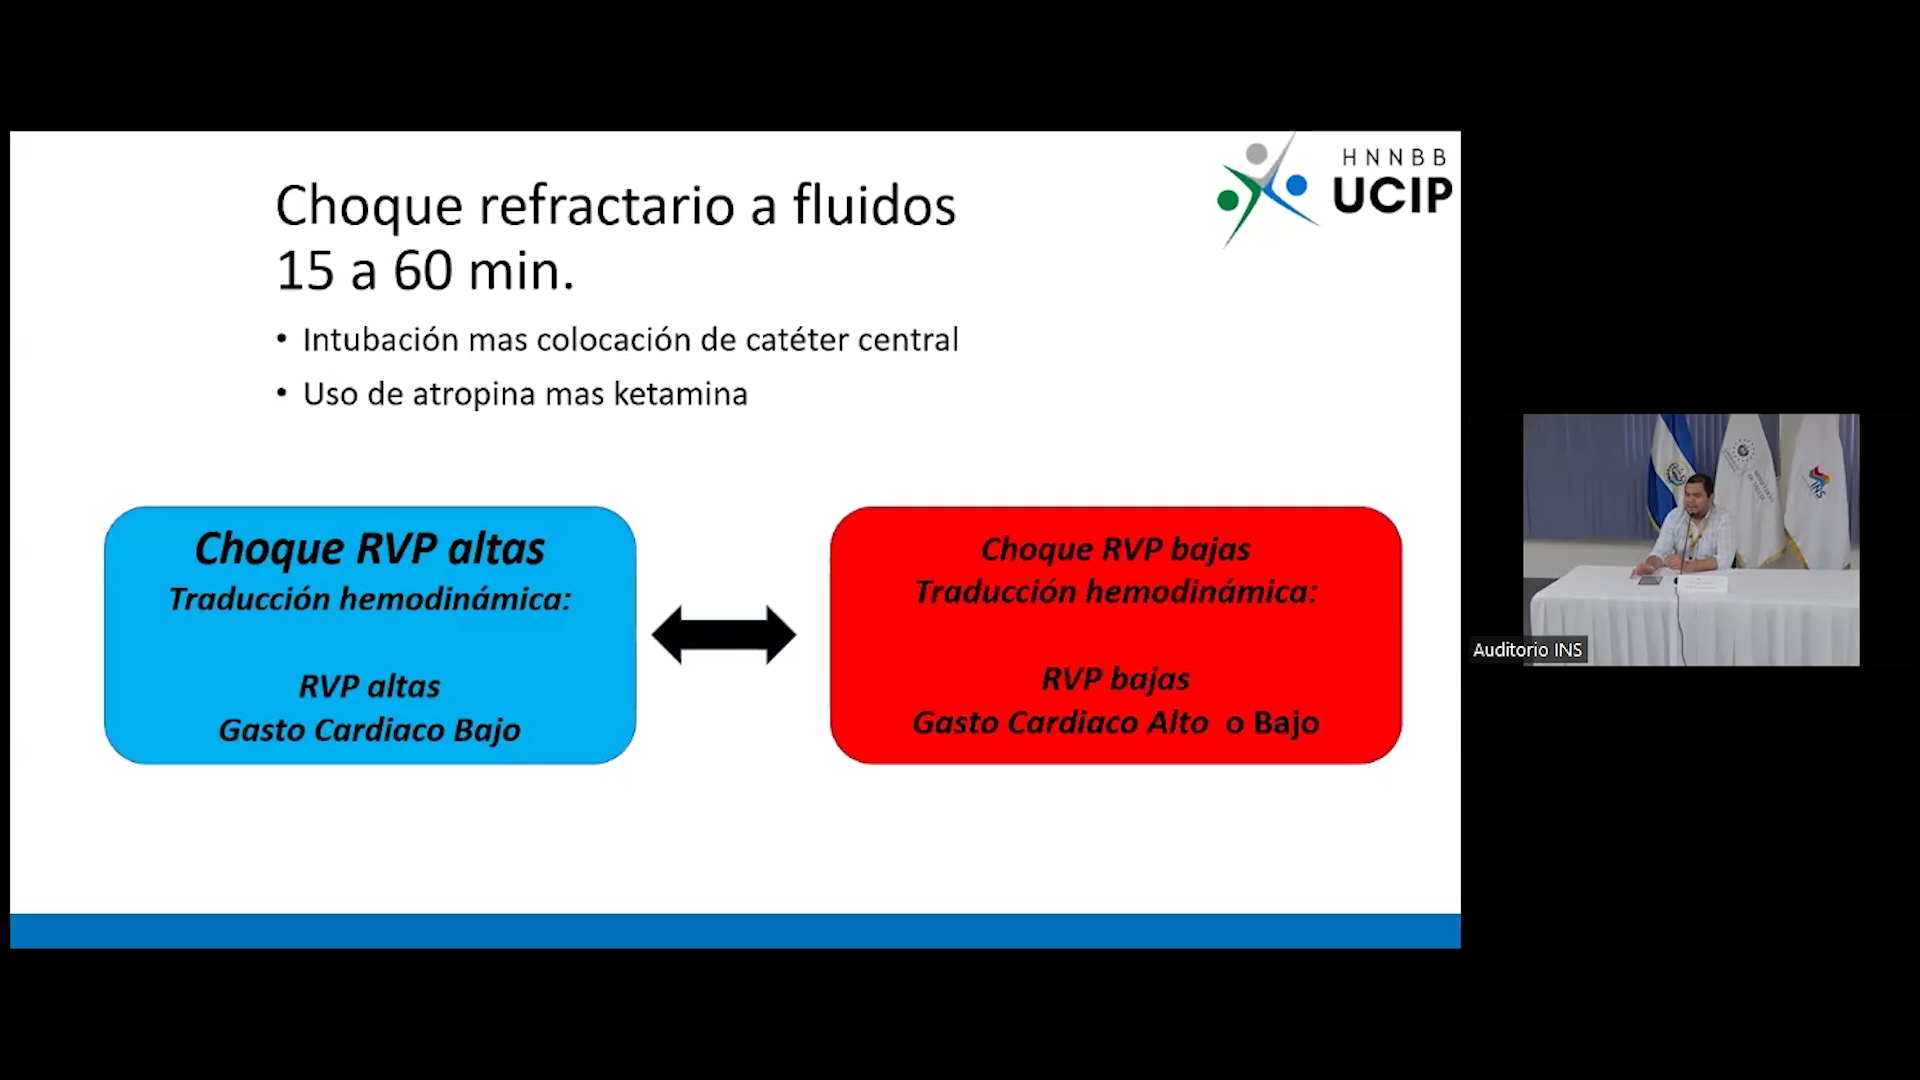 HNNBB
UCIP
Choque refractario a fluidos
15 a 60 min.
• Intubación mas colocación de catéter central
• Uso de atropina mas ketamina
Choque RVP altas
Traducción hemodinámica:
RVP altas
Gasto Cardiaco Bajo
Choque RVP bajas
Traducción hemodinámica:
RVP bajas
Gasto Cardiaco Alto o Bajo
INS
Auditorio INS